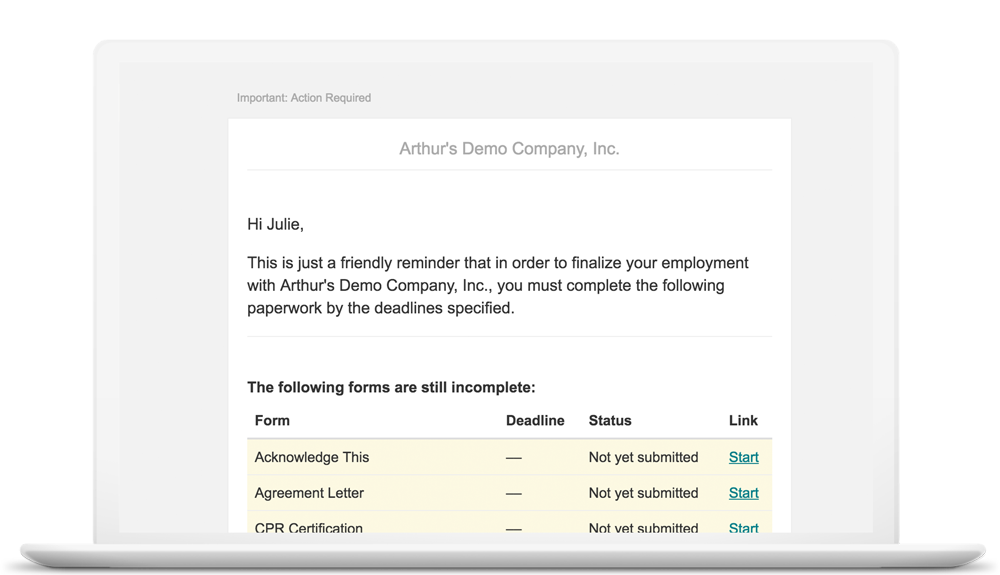 Important: Action Required
Arthur's Demo Company, Inc.
Hi Julie,
This is just a friendly reminder that in order to finalize your employment
with Arthur's Demo Company, Inc., you must complete the following
paperwork by the deadlines specified.
The following forms are still incomplete:
Form Deadline Status Link
Acknowledge This — Not yet submitted Start
Agreement Letter — Not yet submitted Start
CPR Certification — Not yet submitted Start